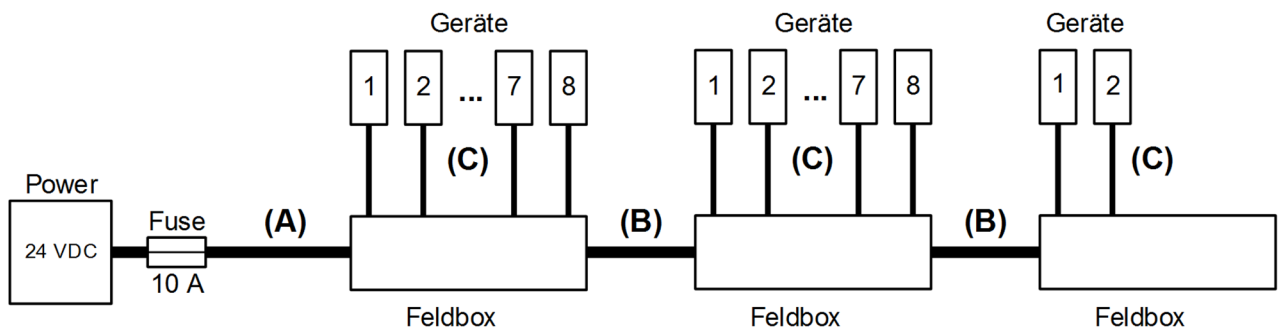 Geräte Geräte Geräte
1 2 ... 7 8 1 2 ... 7 8 1 2
(C) (C) (C)
Power
Fuse (A) (B) (B)
24 VDC
10 A
Feldbox Feldbox Feldbox